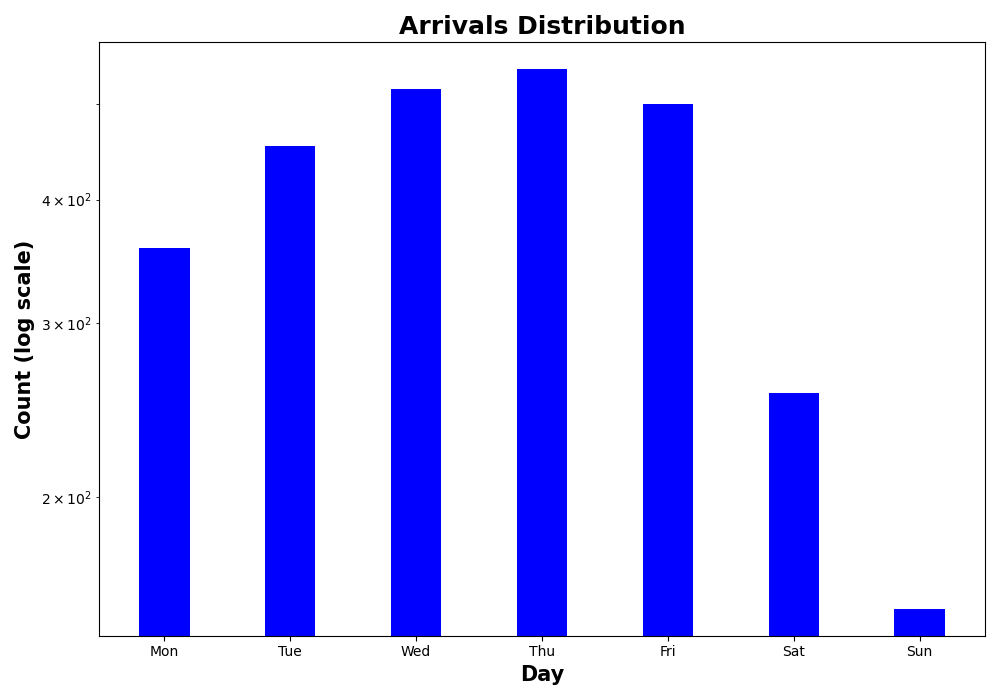 Arrivals Distribution
Count (log scale)
4 × 10²
3 × 10²
2 × 10²
Mon Tue Wed Thu Fri Sat Sun
Day